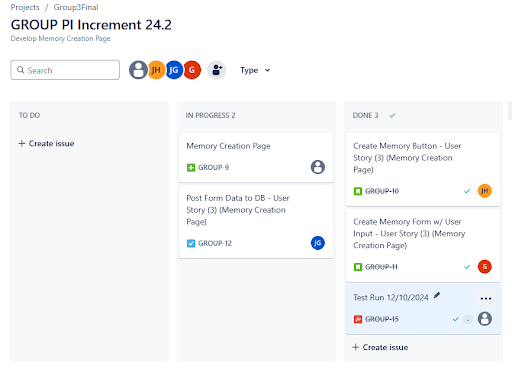 Projects / Group3Final
GROUP PI Increment 24.2
Develop Memory Creation Page
Search
JH
JG
G
Type
TO DO
Create issue
IN PROGRESS 2
Memory Creation Page
GROUP-9
Post Form Data to DB - User
Story (3) (Memory Creation
Page)
GROUP-12
JG
DONE 3
Create Memory Button - User
Story (3) (Memory Creation
Page)
GROUP-10
JH
Create Memory Form w/ User
Input - User Story (3) (Memory
Creation Page)
GROUP-11
G
Test Run 12/10/2024
GROUP-15
-
Create issue